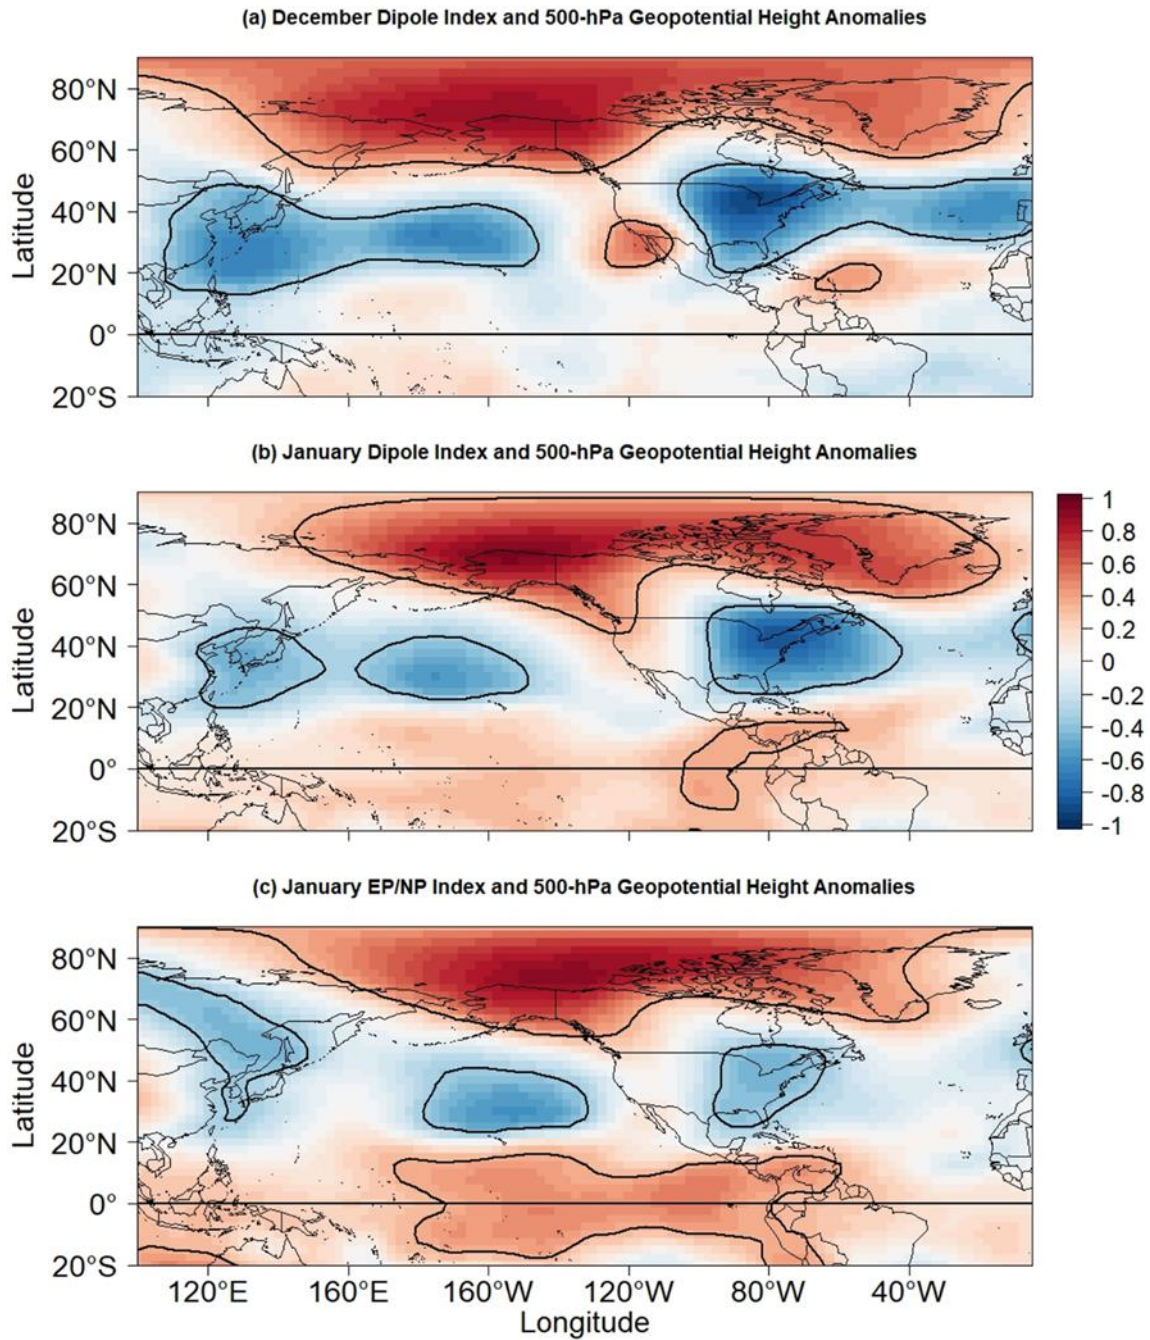 (a) December Dipole Index and 500-hPa Geopotential Height Anomalies
80°N
60°N
40°N
20°N
0°
20°S
Latitude
(b) January Dipole Index and 500-hPa Geopotential Height Anomalies
80°N
60°N
40°N
20°N
0°
20°S
Latitude
1
0.8
0.6
0.4
0.2
0
-0.2
-0.4
-0.6
-0.8
-1
(c) January EP/NP Index and 500-hPa Geopotential Height Anomalies
80°N
60°N
40°N
20°N
0°
20°S
Latitude
120°E 160°E 160°W 120°W 80°W 40°W
Longitude